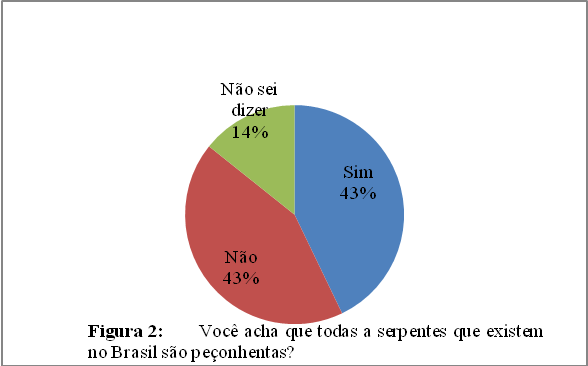 Não sei
dizer
14%
Sim
43%
Não
43%
Figura 2: Você acha que todas a serpentes que existem
no Brasil são peçonhentas?